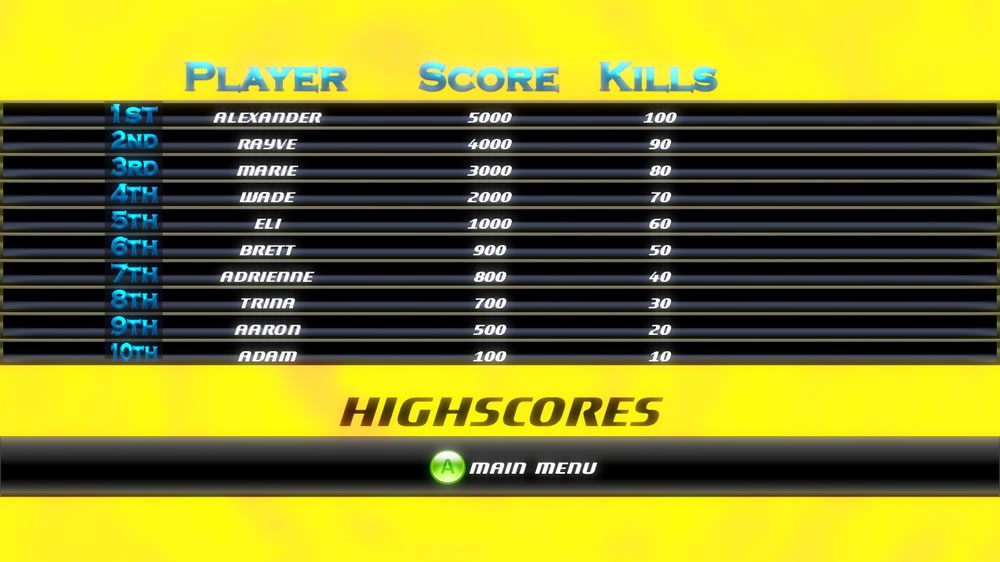 PLAYER SCORE KILLS
1ST ALEXANDER 5000 100
2ND RAYVE 4000 90
3RD MARIE 3000 80
4TH WADE 2000 70
5TH ELI 1000 60
6TH BRETT 900 50
7TH ADRIENNE 800 40
8TH TRINA 700 30
9TH AARON 500 20
10TH ADAM 100 10
HIGHSCORES
A MAIN MENU